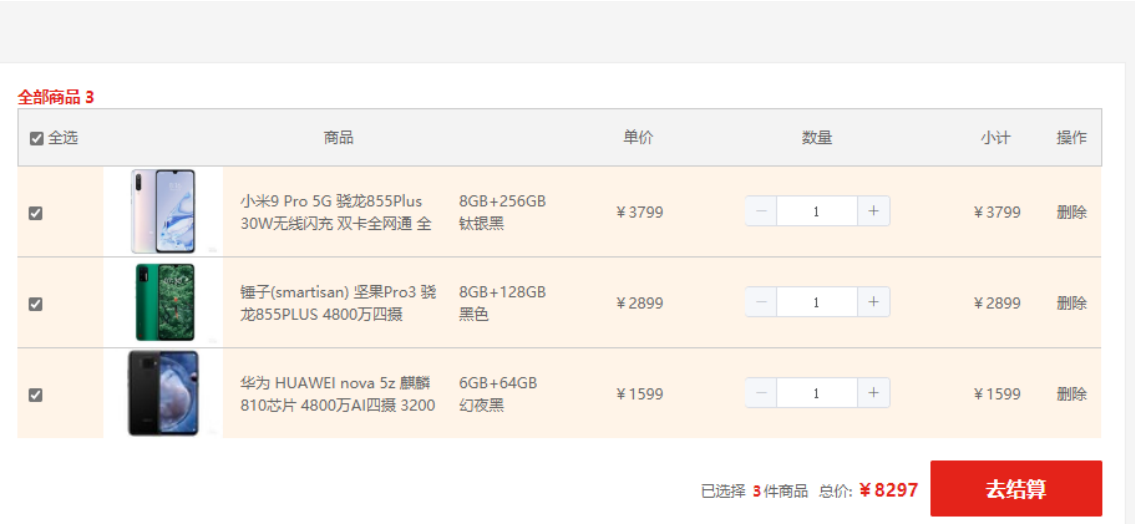 全部商品 3
全选 商品 单价 数量 小计 操作
小米9 Pro 5G 骁龙855Plus 8GB+256GB
30W无线闪充 双卡全网通 全 钛银黑
¥3799 1 ¥3799 删除
锤子(smartisan) 坚果Pro3 骁 8GB+128GB
龙855PLUS 4800万四摄 黑色
¥2899 1 ¥2899 删除
华为 HUAWEI nova 5z 麒麟 6GB+64GB
810芯片 4800万AI四摄 3200 幻夜黑
¥1599 1 ¥1599 删除
已选择 3件商品 总价: ¥8297 去结算